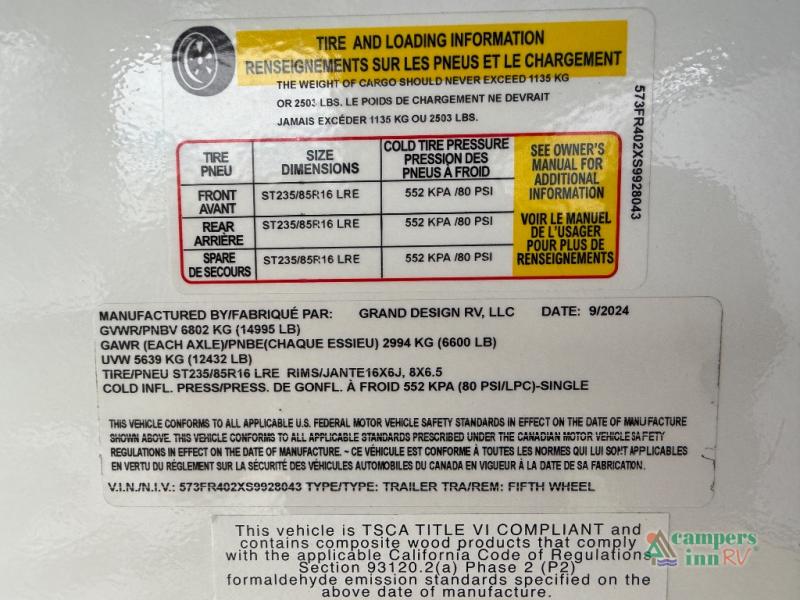 TIRE AND LOADING INFORMATION
RENSEIGNEMENTS SUR LES PNEUS ET LE CHARGEMENT
THE WEIGHT OF CARGO SHOULD NEVER EXCEED 1135 KG
OR 2503 LBS. LE POIDS DE CHARGEMENT NE DEVRAIT
JAMAIS EXCÉDER 1135 KG OU 2503 LBS.
573FR402XS9928043
TIRE
PNEU
SIZE
DIMENSIONS
COLD TIRE PRESSURE
PRESSION DES
PNEUS À FROID
FRONT
AVANT
ST235/85R16 LRE
552 KPA /80 PSI
REAR
ARRIÈRE
ST235/85R16 LRE
552 KPA /80 PSI
SPARE
DE SECOURS
ST235/85R16 LRE
552 KPA /80 PSI
SEE OWNER'S
MANUAL FOR
ADDITIONAL
INFORMATION
VOIR LE MANUEL
DE L'USAGER
POUR PLUS DE
RENSEIGNEMENTS
MANUFACTURED BY/FABRIQUÉ PAR: GRAND DESIGN RV, LLC DATE: 9/2024
GVWR/PNBV 6802 KG (14995 LB)
GAWR (EACH AXLE)/PNBE(CHAQUE ESSIEU) 2994 KG (6600 LB)
UVW 5639 KG (12432 LB)
TIRE/PNEU ST235/85R16 LRE RIMS/JANTE16X6J, 8X6.5
COLD INFL. PRESS/PRESS. DE GONFL. À FROID 552 KPA (80 PSI/LPC)-SINGLE
THIS VEHICLE CONFORMS TO ALL APPLICABLE U.S. FEDERAL MOTOR VEHICLE SAFETY STANDARDS IN EFFECT ON THE DATE OF MANUFACTURE
SHOWN ABOVE. THIS VEHICLE CONFORMS TO ALL APPLICABLE STANDARDS PRESCRIBED UNDER THE CANADIAN MOTOR VEHICLE SAFETY
REGULATIONS IN EFFECT ON THE DATE OF MANUFACTURE. ~ CE VÉHICULE EST CONFORME À TOUTES LES NORMES QUI LUI SONT APPLICABLES
EN VERTU DU RÉGLEMENT SUR LA SÉCURITÉ DES VÉHICULES AUTOMOBILES DU CANADA EN VIGUEUR À LA DATE DE SA FABRICATION.
V.I.N./N.I.V.: 573FR402XS9928043 TYPE/TYPE: TRAILER TRA/REM: FIFTH WHEEL
This vehicle is TSCA TITLE VI COMPLIANT and
contains composite wood products that comply
with the applicable California Code of Regulations
Section 93120.2(a) Phase 2 (P2)
formaldehyde emission standards specified on the
above date of manufacture.
campers
inn RV